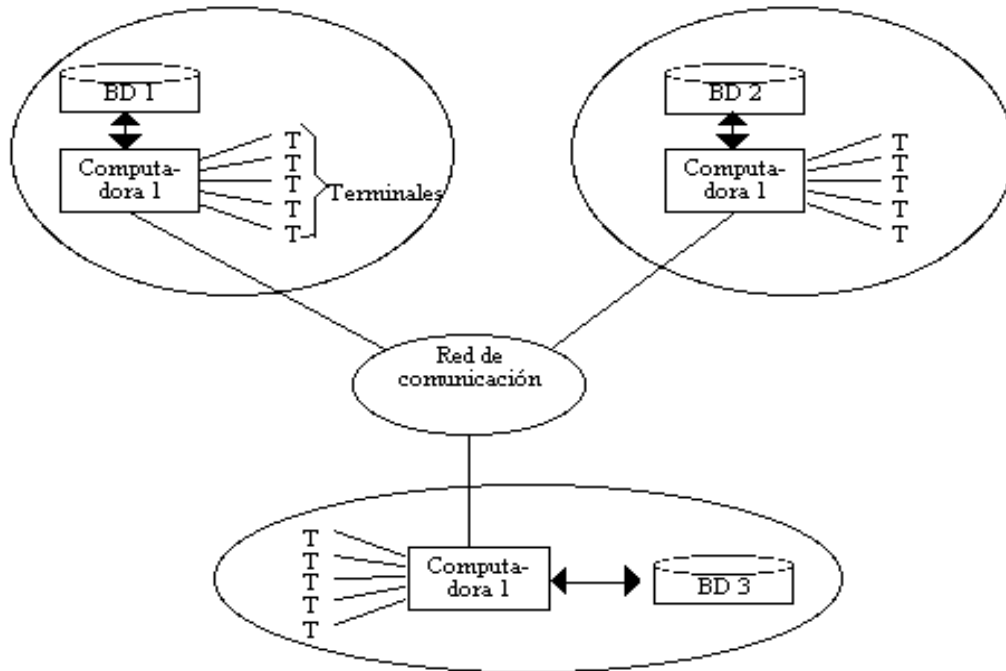 BD 1
Computa-
dora 1
T
T
T
T
T
Terminales
BD 2
Computa-
dora 1
T
T
T
T
T
Red de
comunicación
T
T
T
T
T
Computa-
dora 1
BD 3